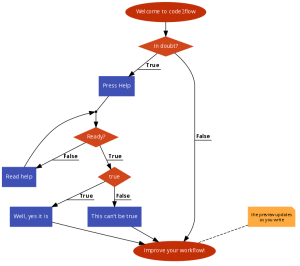 Welcome to code2flow
In doubt?
True
Press Help
False
Ready?
False
True
Read help
true
True
False
Well, yes it is
This can't be true
the preview updates
as you write
Improve your workflow!